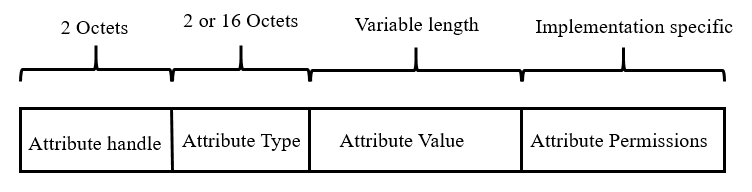 2 Octets
2 or 16 Octets
Variable length
Implementation specific
Attribute handle
Attribute Type
Attribute Value
Attribute Permissions